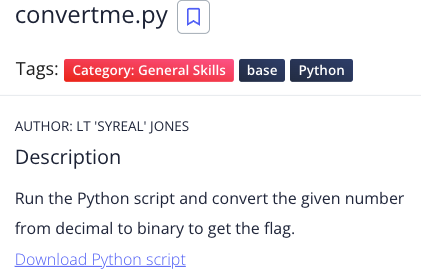 convertme.py
Tags: Category: General Skills base Python
AUTHOR: LT 'SYREAL' JONES
Description
Run the Python script and convert the given number
from decimal to binary to get the flag.
Download Python script